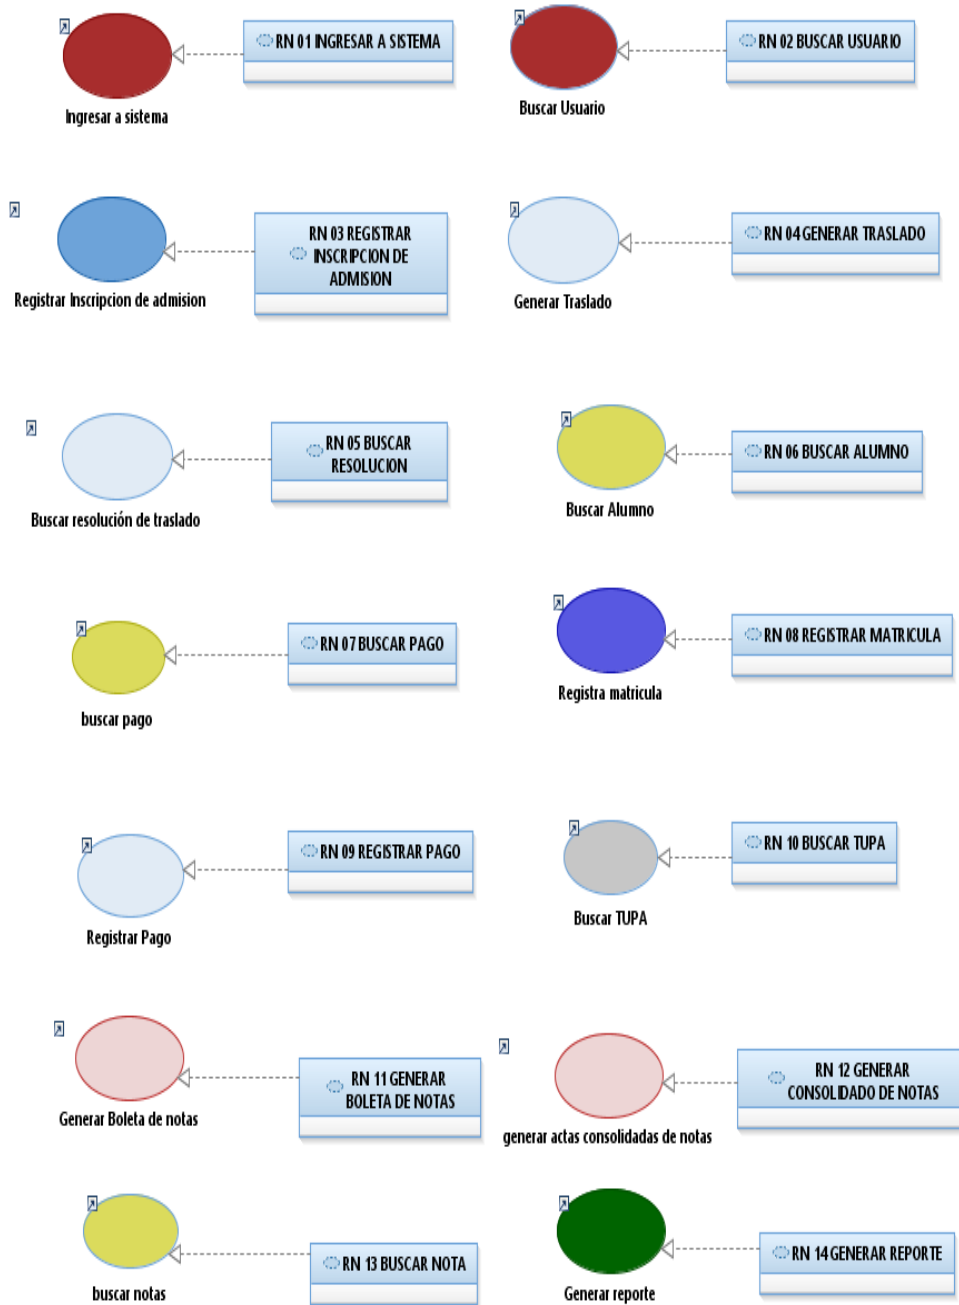 RN 01 INGRESAR A SISTEMA
Ingresar a sistema
RN 02 BUSCAR USUARIO
Buscar Usuario
RN 03 REGISTRAR
INSCRIPCION DE
ADMISION
Registrar Inscripcion de admision
RN 04 GENERAR TRASLADO
Generar Traslado
RN 05 BUSCAR
RESOLUCION
Buscar resolución de traslado
RN 06 BUSCAR ALUMNO
Buscar Alumno
RN 07 BUSCAR PAGO
buscar pago
RN 08 REGISTRAR MATRICULA
Registra matricula
RN 09 REGISTRAR PAGO
Registrar Pago
RN 10 BUSCAR TUPA
Buscar TUPA
RN 11 GENERAR
BOLETA DE NOTAS
Generar Boleta de notas
RN 12 GENERAR
CONSOLIDADO DE NOTAS
generar actas consolidadas de notas
RN 13 BUSCAR NOTA
buscar notas
RN 14 GENERAR REPORTE
Generar reporte